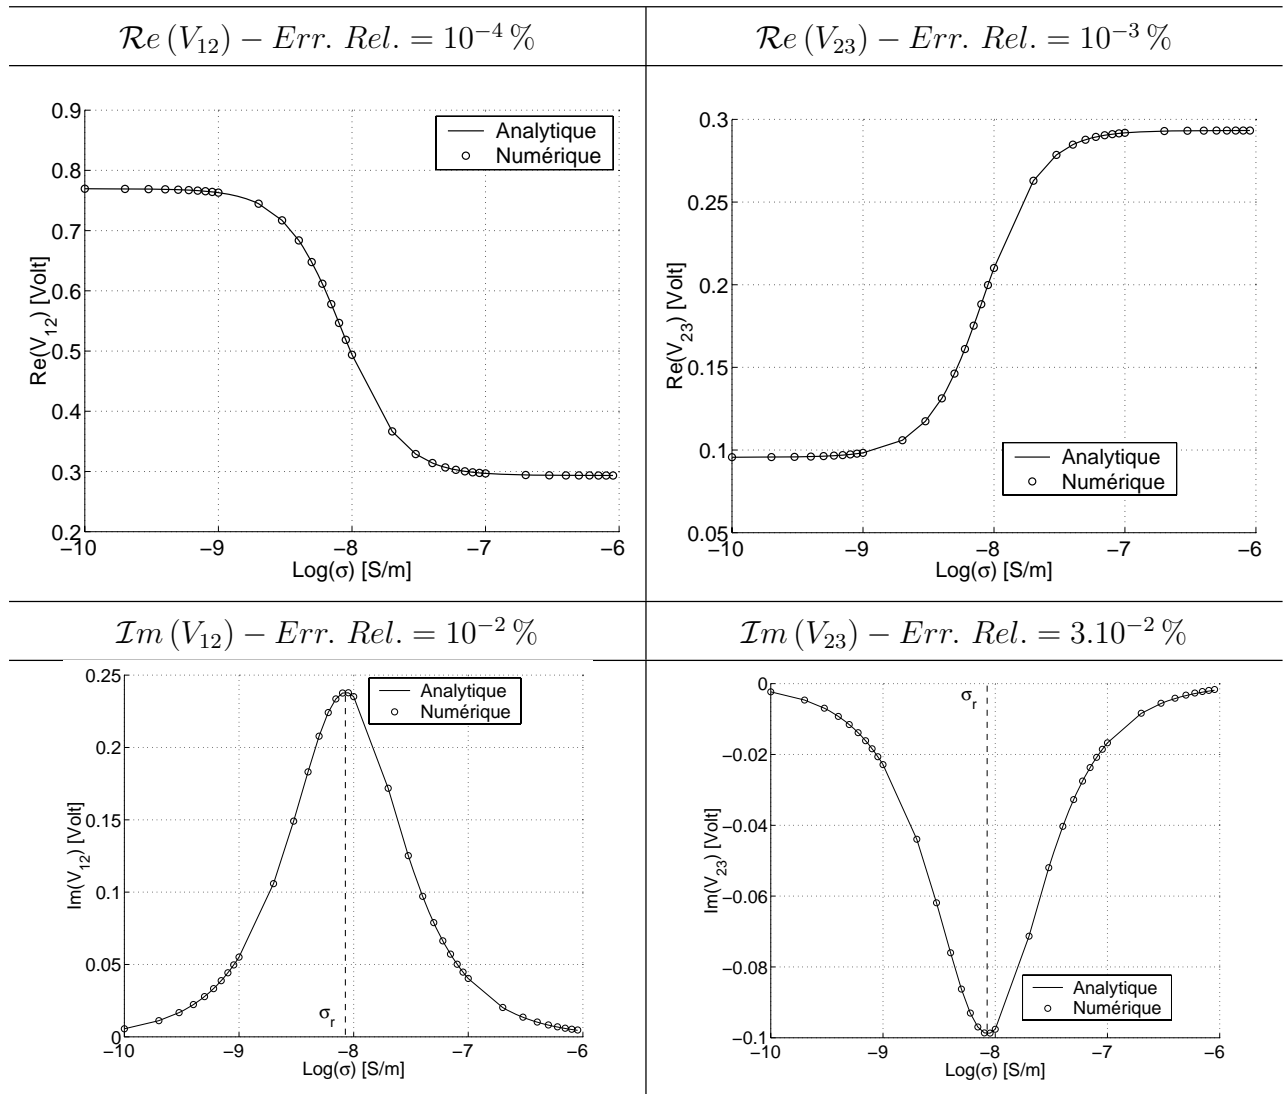 Re (V12) − Err. Rel. = 10−4 %
Re (V23) − Err. Rel. = 10−3 %
0.9
0.8
0.7
0.6
0.5
0.4
0.3
0.2
−10
−9
−8
−7
−6
Re(V12) [Volt]
Log(σ) [S/m]
Analytique
Numérique
0.3
0.25
0.2
0.15
0.1
0.05
−10
−9
−8
−7
−6
Re(V23) [Volt]
Log(σ) [S/m]
Analytique
Numérique
Im (V12) − Err. Rel. = 10−2 %
Im (V23) − Err. Rel. = 3.10−2 %
0.25
0.2
0.15
0.1
0.05
0
−10
−9
−8
−7
−6
Im(V12) [Volt]
Log(σ) [S/m]
Analytique
Numérique
σr
0
−0.02
−0.04
−0.06
−0.08
−0.1
−10
−9
−8
−7
−6
Im(V23) [Volt]
Log(σ) [S/m]
σr
Analytique
Numérique